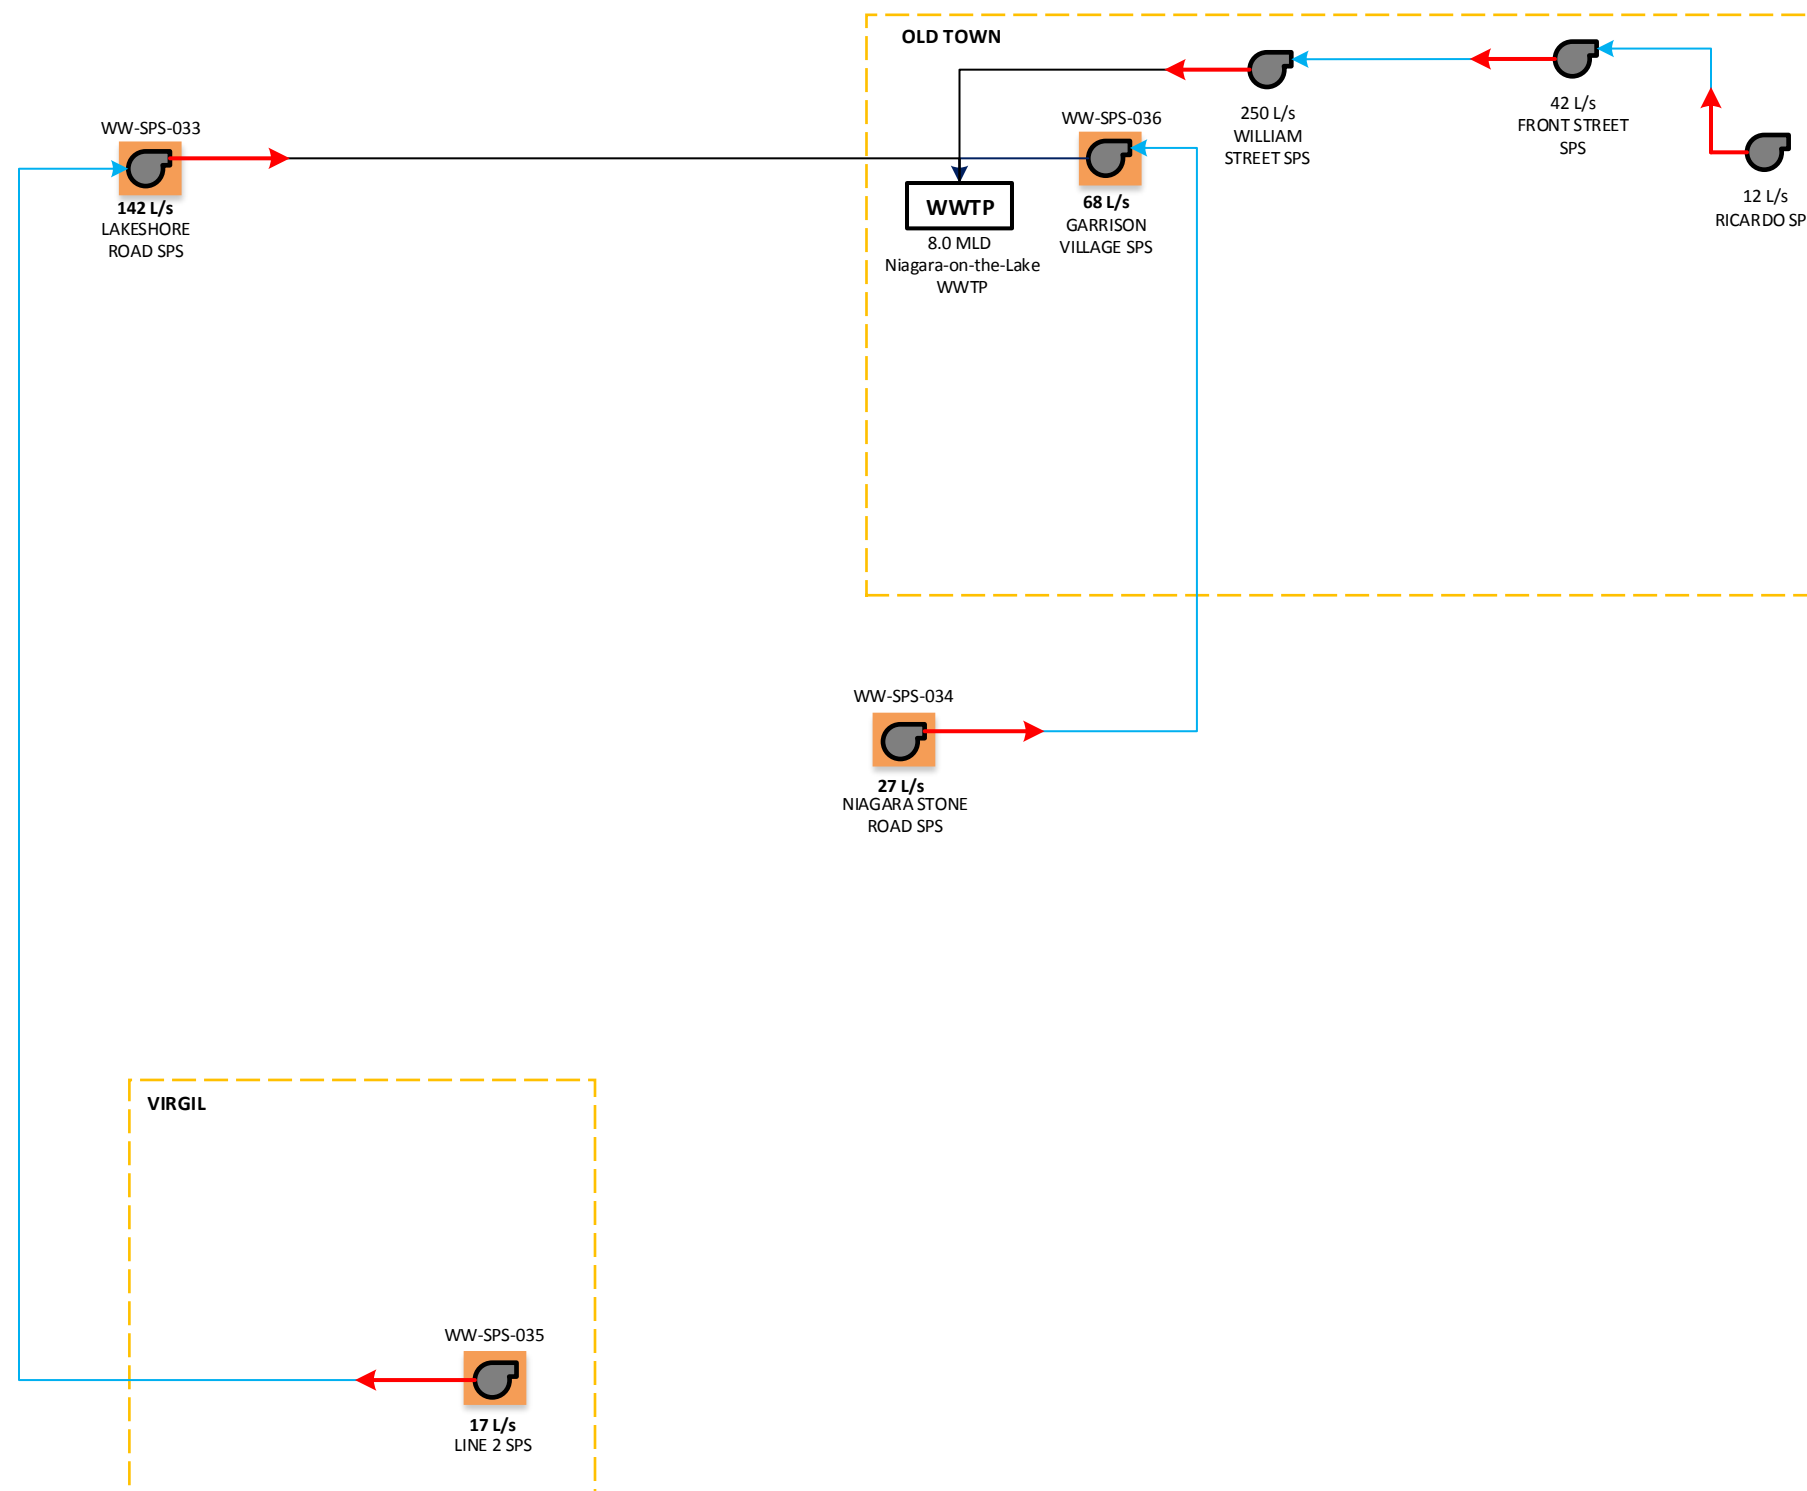 OLD TOWN
WW-SPS-033
142 L/s
LAKESHORE
ROAD SPS
WWTP
8.0 MLD
Niagara-on-the-Lake
WWTP
WW-SPS-036
68 L/s
GARRISON
VILLAGE SPS
250 L/s
WILLIAM
STREET SPS
42 L/s
FRONT STREET
SPS
12 L/s
RICARDO SP
WW-SPS-034
27 L/s
NIAGARA STONE
ROAD SPS
VIRGIL
WW-SPS-035
17 L/s
LINE 2 SPS